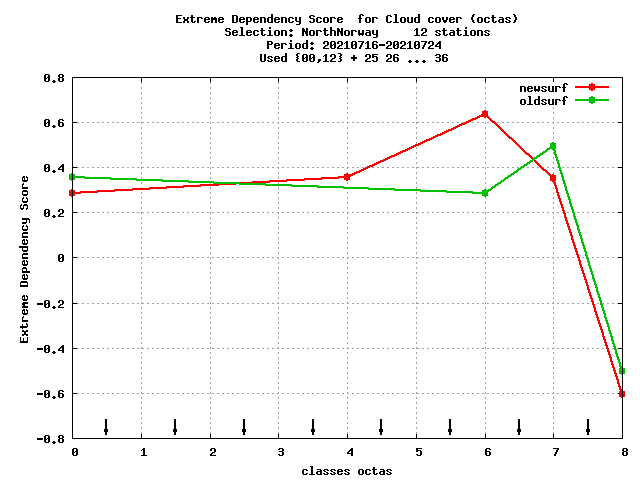 Extreme Dependency Score  for Cloud cover (octas)
Selection: NorthNorway     12 stations
Period: 20210716-20210724
Used {00,12} + 25 26 ... 36
newsurf
oldsurf
0.8
0.6
0.4
0.2
0
-0.2
-0.4
-0.6
-0.8
Extreme Dependency Score
0 1 2 3 4 5 6 7 8
classes octas